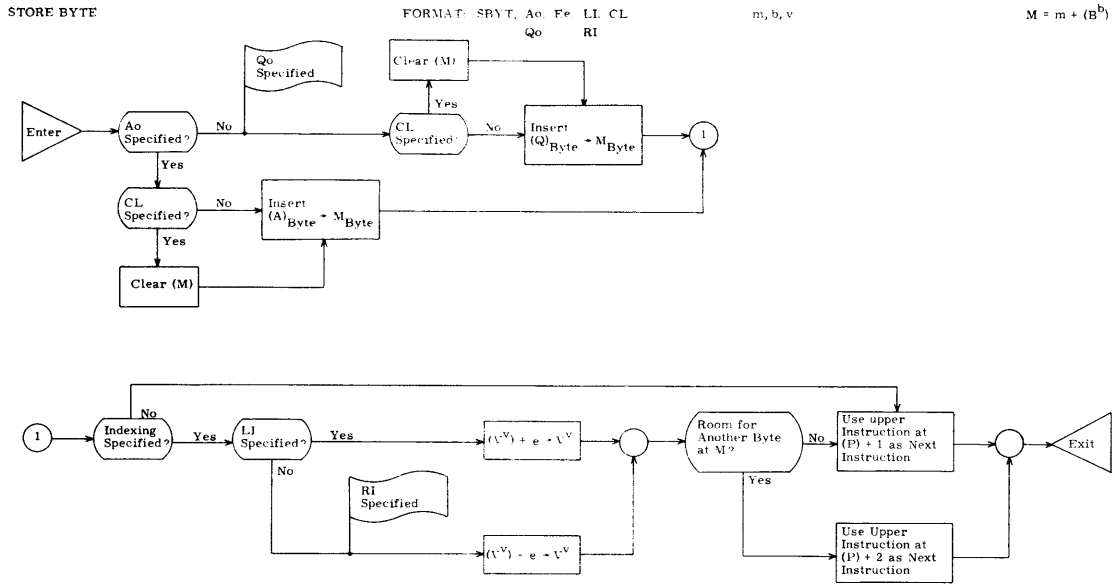 STORE BYTE
FORMAT: SBYT, Ao, Ee, LI, CL m, b, v
Qo RI
M = m + (B^b)
Qo
Specified
Clear (M)
Yes
Enter
Ao
Specified?
No
CL
Specified?
No
Insert
(Q)Byte → MByte
1
Yes
CL
Specified?
No
Insert
(A)Byte → MByte
Yes
Clear (M)
1
Indexing
Specified?
No
Yes
LI
Specified?
Yes
(V^v) + e → V^v
Room for
Another Byte
at M?
No
Use upper
Instruction at
(P) + 1 as Next
Instruction
Exit
No
RI
Specified
Yes
(V^v) - e → V^v
Use Upper
Instruction at
(P) + 2 as Next
Instruction